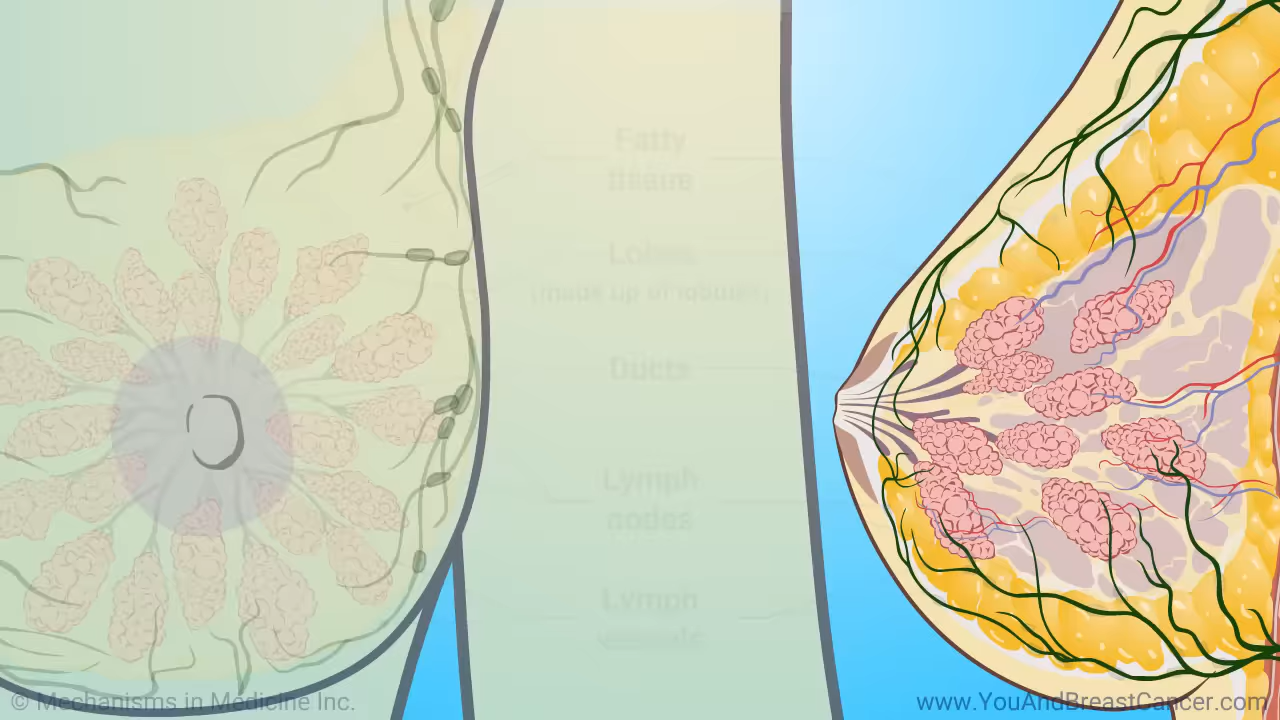 Fatty
tissue
Lobes
(made up of lobules)
Ducts
Lymph
nodes
Lymph
vessels
© Mechanisms in Medicine Inc.
www.YouAndBreastCancer.com